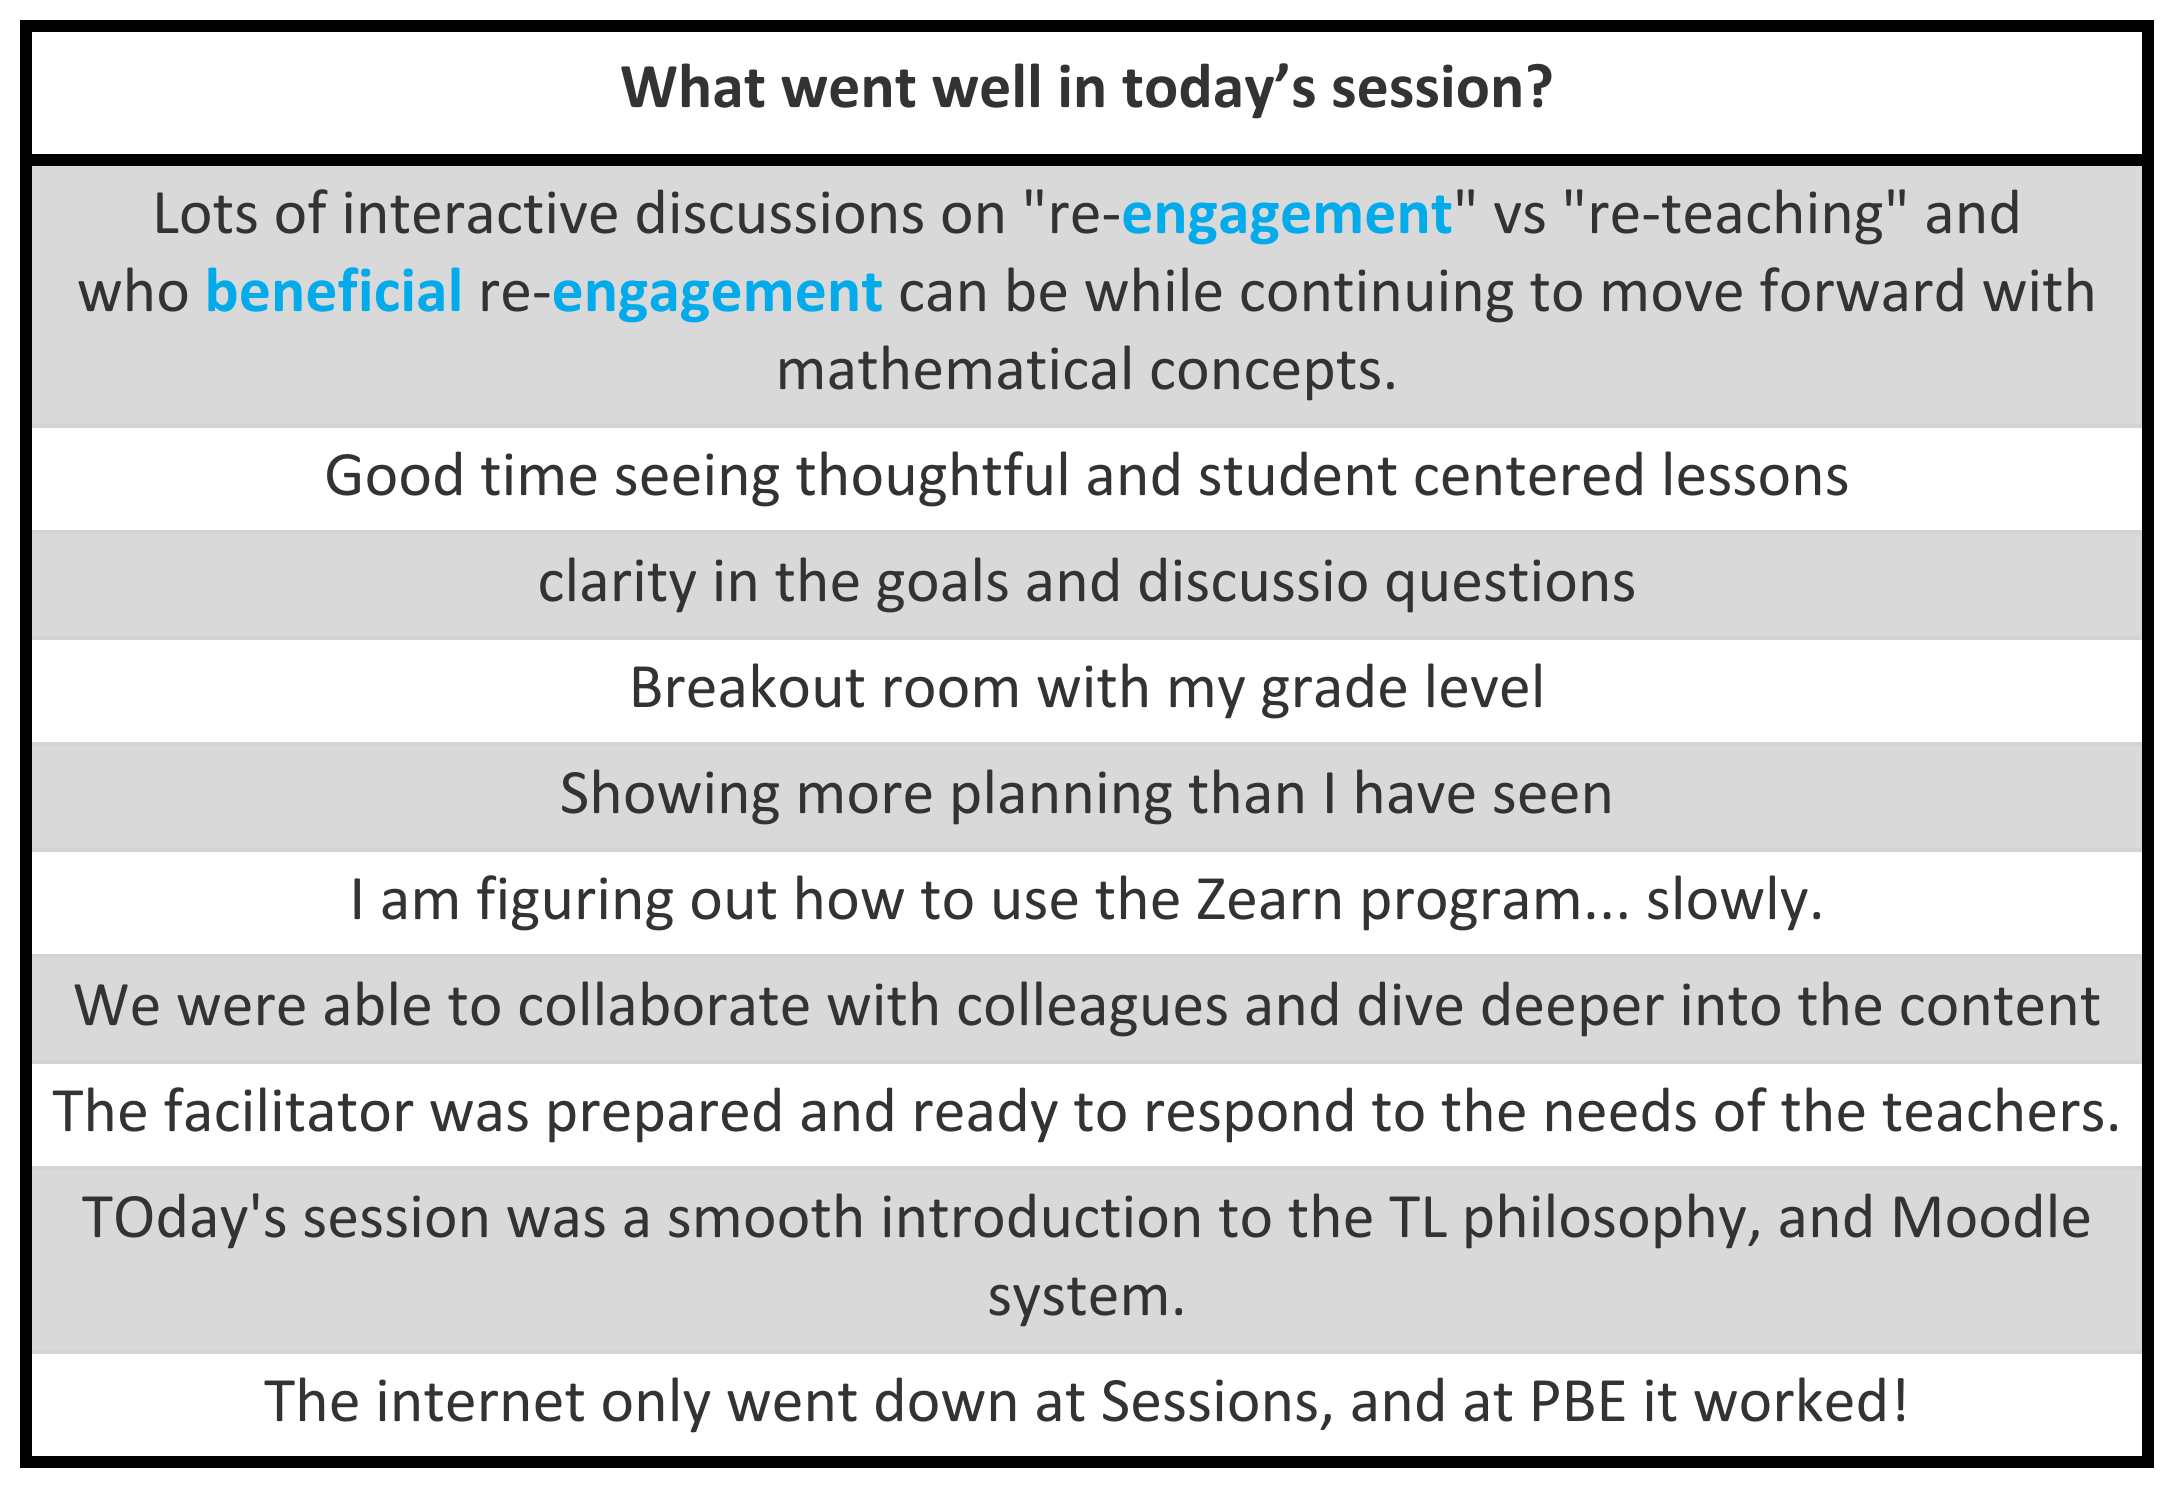 What went well in today’s session?
Lots of interactive discussions on "re-engagement" vs "re-teaching" and
who beneficial re-engagement can be while continuing to move forward with
mathematical concepts.
Good time seeing thoughtful and student centered lessons
clarity in the goals and discussio questions
Breakout room with my grade level
Showing more planning than I have seen
I am figuring out how to use the Zearn program... slowly.
We were able to collaborate with colleagues and dive deeper into the content
The facilitator was prepared and ready to respond to the needs of the teachers.
TOday's session was a smooth introduction to the TL philosophy, and Moodle
system.
The internet only went down at Sessions, and at PBE it worked!